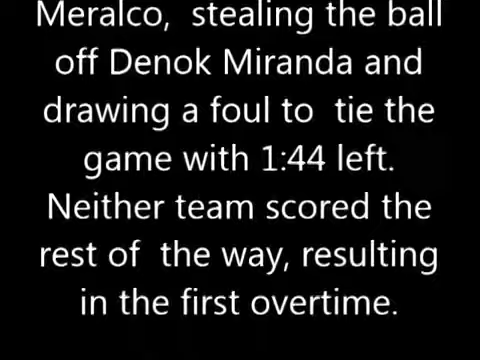 Meralco,  stealing the ball
off Denok Miranda and
drawing a foul to  tie the
game with 1:44 left.
Neither team scored the
rest of  the way, resulting
in the first overtime.